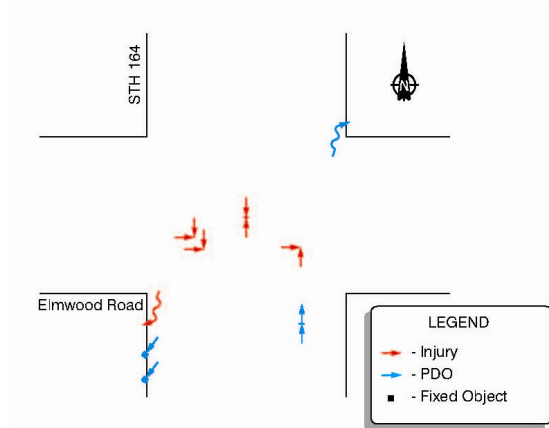 STH 164
N
Elmwood Road
LEGEND
- Injury
- PDO
- Fixed Object